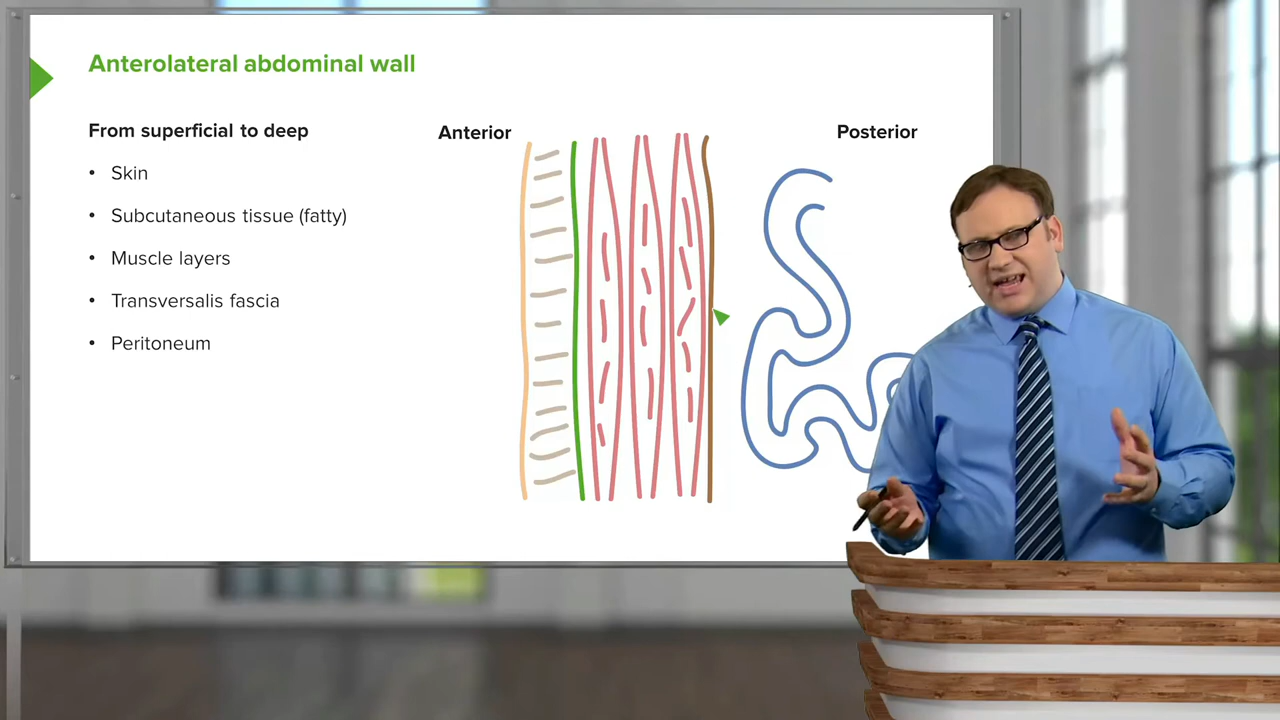 Anterolateral abdominal wall
From superficial to deep
• Skin
• Subcutaneous tissue (fatty)
• Muscle layers
• Transversalis fascia
• Peritoneum
Anterior
Posterior